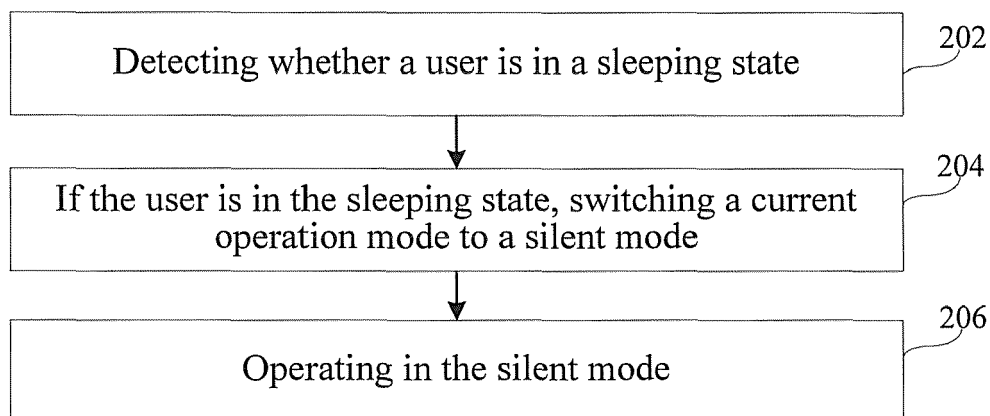 202
Detecting whether a user is in a sleeping state
204
If the user is in the sleeping state, switching a current
operation mode to a silent mode
206
Operating in the silent mode